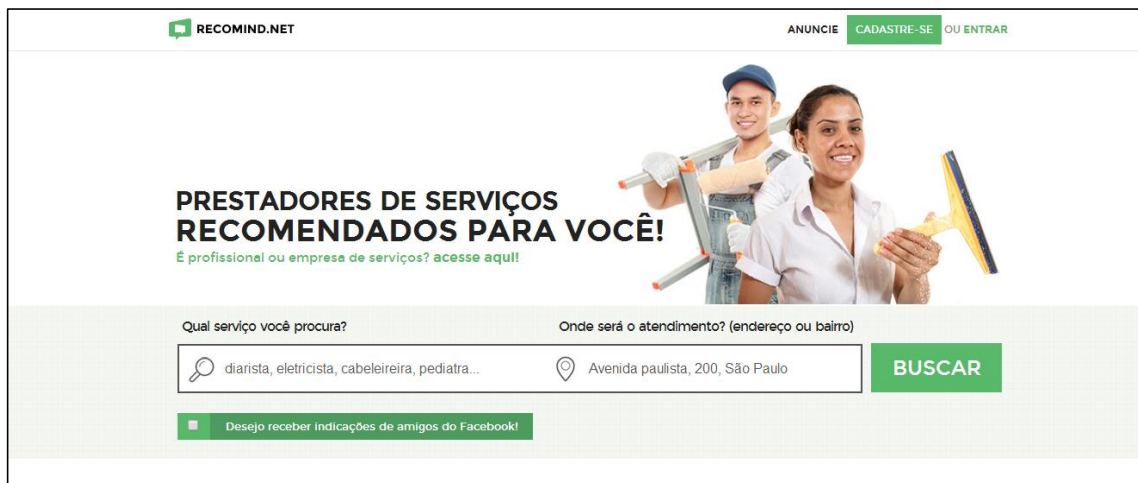 RECOMIND.NET
ANUNCIE CADASTRE-SE OU ENTRAR
PRESTADORES DE SERVIÇOS
RECOMENDADOS PARA VOCÊ!
É profissional ou empresa de serviços? acesse aqui!
Qual serviço você procura?
Onde será o atendimento? (endereço ou bairro)
diarista, eletricista, cabeleireira, pediatra...
Avenida paulista, 200, São Paulo
BUSCAR
Desejo receber indicações de amigos do Facebook!